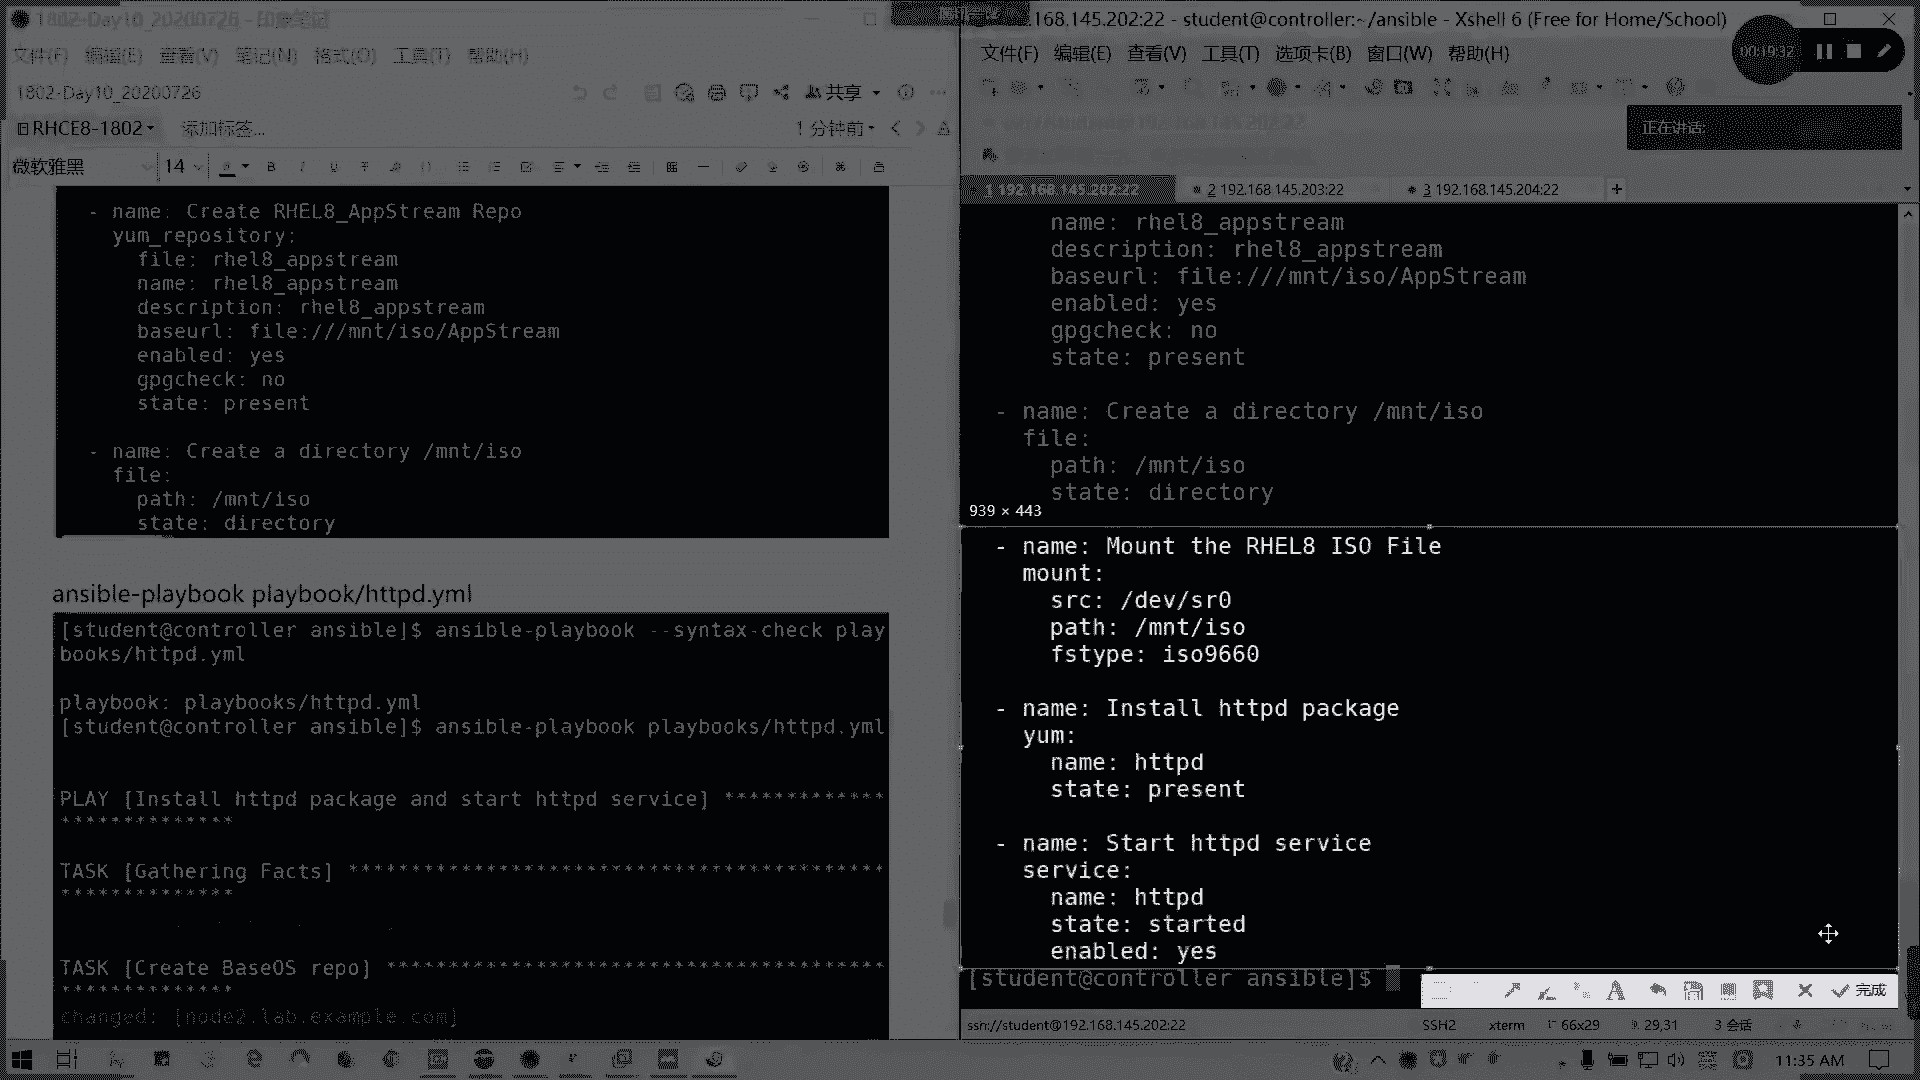 1802-Day10_20200726 - 印象笔记
文件(F) 编辑(E) 查看(V) 笔记(N) 格式(O) 工具(T) 帮助(H)
1802-Day10_20200726
共享
RHCE8-1802
添加标签...
1 分钟前
微软雅黑
14
- name: Create RHEL8_AppStream Repo
yum_repository:
file: rhel8_appstream
name: rhel8_appstream
description: rhel8_appstream
baseurl: file:///mnt/iso/AppStream
enabled: yes
gpgcheck: no
state: present
- name: Create a directory /mnt/iso
file:
path: /mnt/iso
state: directory
ansible-playbook playbook/httpd.yml
[student@controller ansible]$ ansible-playbook --syntax-check play
books/httpd.yml
playbook: playbooks/httpd.yml
[student@controller ansible]$ ansible-playbook playbooks/httpd.yml
PLAY [Install httpd package and start httpd service] *************
**************
TASK [Gathering Facts] *******************************************
**************
TASK [Create BaseOS repo] ****************************************
**************
changed: [node2.lab.example.com]
.168.145.202:22 - student@controller:~/ansible - Xshell 6 (Free for Home/School)
文件(F) 编辑(E) 查看(V) 工具(T) 选项卡(B) 窗口(W) 帮助(H)
00:19:32
正在讲话:
1 192.168.145.202:22
2 192.168.145.203:22
3 192.168.145.204:22
name: rhel8_appstream
description: rhel8_appstream
baseurl: file:///mnt/iso/AppStream
enabled: yes
gpgcheck: no
state: present
- name: Create a directory /mnt/iso
file:
path: /mnt/iso
state: directory
939 × 443
- name: Mount the RHEL8 ISO File
mount:
src: /dev/sr0
path: /mnt/iso
fstype: iso9660
- name: Install httpd package
yum:
name: httpd
state: present
- name: Start httpd service
service:
name: httpd
state: started
enabled: yes
[student@controller ansible]$
完成
ssh://student@192.168.145.202:22
SSH2
xterm
66x29
29,31
3 会话
11:35 AM